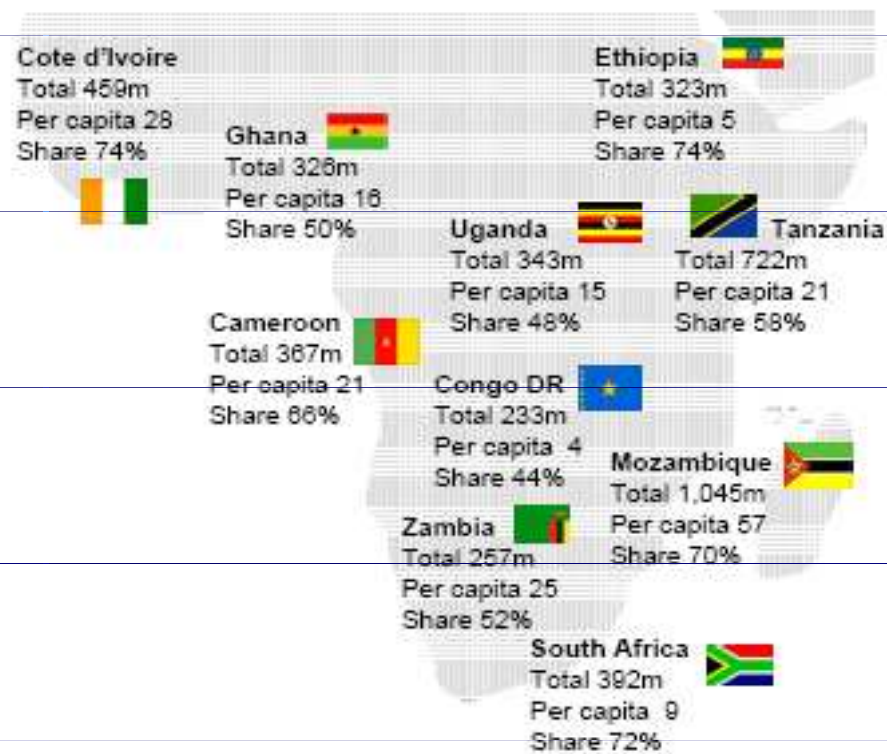 Cote d'Ivoire
Total 459m
Per capita 28
Share 74%
Ethiopia
Total 323m
Per capita 5
Share 74%
Ghana
Total 326m
Per capita 16
Share 50%
Uganda
Total 343m
Per capita 15
Share 48%
Tanzania
Total 722m
Per capita 21
Share 58%
Cameroon
Total 367m
Per capita 21
Share 66%
Congo DR
Total 233m
Per capita 4
Share 44%
Mozambique
Total 1,045m
Per capita 57
Share 70%
Zambia
Total 257m
Per capita 25
Share 52%
South Africa
Total 392m
Per capita 9
Share 72%